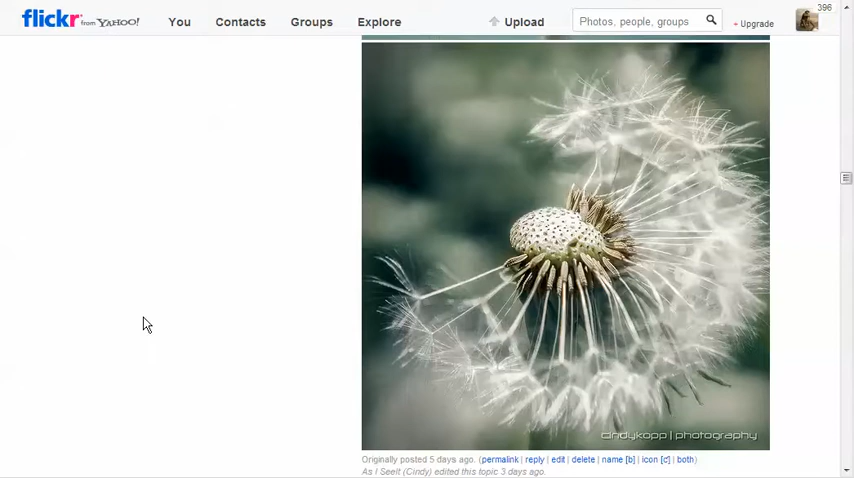 flickr from YAHOO! You Contacts Groups Explore Upload Photos, people, groups + Upgrade 396
cindykopp | photography
Originally posted 5 days ago. (permalink | reply | edit | delete | name [b] | icon [c] | both)
As I SeeIt (Cindy) edited this topic 3 days ago.